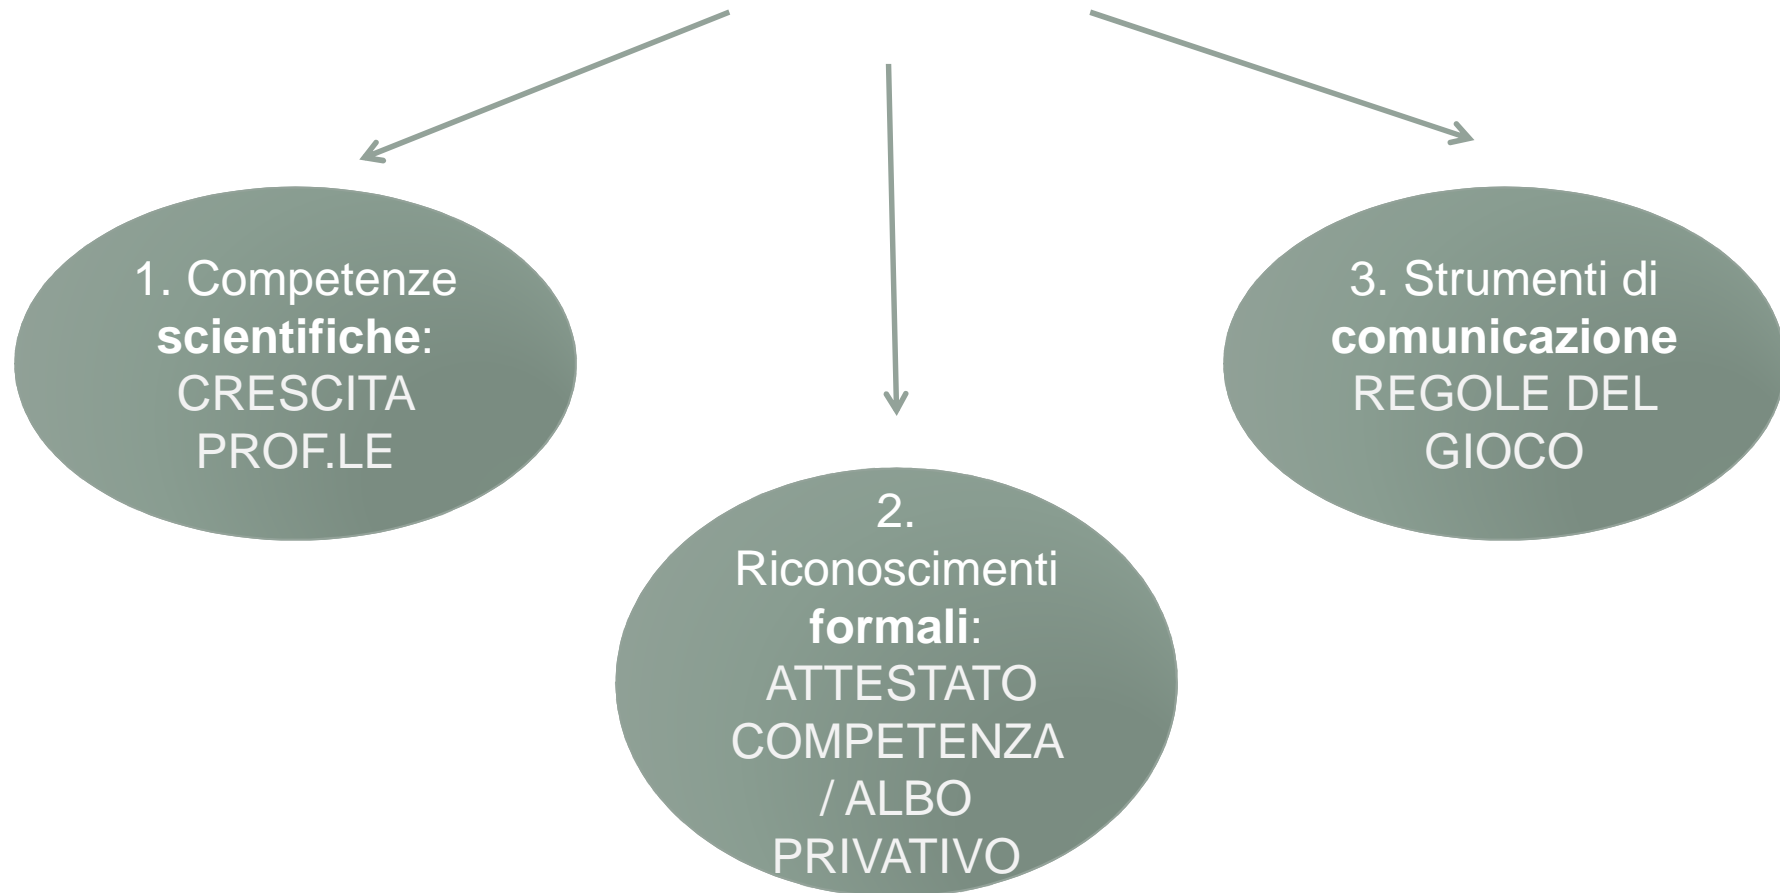 1. Competenze
scientifiche:
CRESCITA
PROF.LE
2.
Riconoscimenti
formali:
ATTESTATO
COMPETENZA
/ ALBO
PRIVATIVO
3. Strumenti di
comunicazione
REGOLE DEL
GIOCO